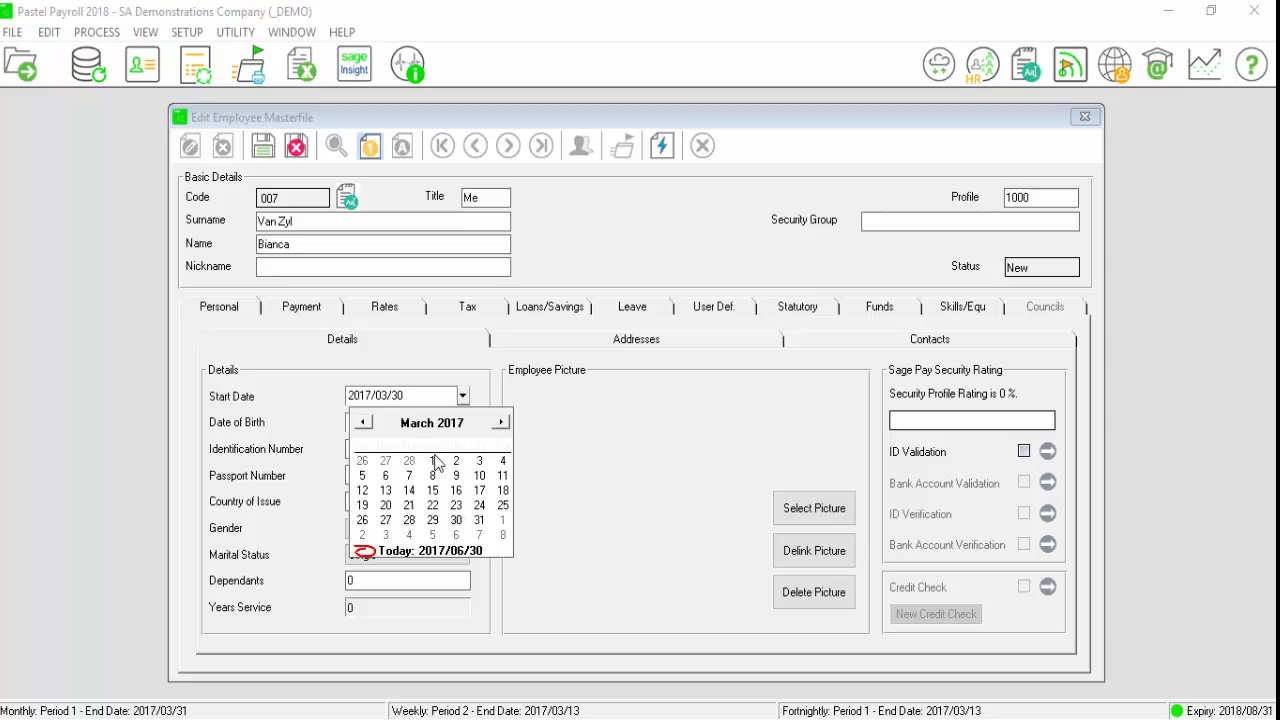 Pastel Payroll 2018 - SA Demonstrations Company (_DEMO)
FILE EDIT PROCESS VIEW SETUP UTILITY WINDOW HELP
sage Insight
HR
Edit Employee Masterfile
Basic Details
Code 007 Title Me Profile 1000
Surname Van Zyl Security Group
Name Bianca
Nickname Status New
Personal Payment Rates Tax Loans/Savings Leave User Def. Statutory Funds Skills/Equ Councils
Details Addresses Contacts
Details Employee Picture Sage Pay Security Rating
Start Date 2017/03/30 Security Profile Rating is 0 %.
Date of Birth March 2017
Identification Number ID Validation
26 27 28 1 2 3 4
Passport Number 5 6 7 8 9 10 11 Bank Account Validation
12 13 14 15 16 17 18
Country of Issue 19 20 21 22 23 24 25 Select Picture ID Verification
Gender 26 27 28 29 30 31 1
2 3 4 5 6 7 8
Marital Status Today: 2017/06/30 Delink Picture Bank Account Verification
Dependants 0 Delete Picture Credit Check
Years Service 0 New Credit Check
Monthly: Period 1 - End Date: 2017/03/31 Weekly: Period 2 - End Date: 2017/03/13 Fortnightly: Period 1 - End Date: 2017/03/13 Expiry: 2018/08/31